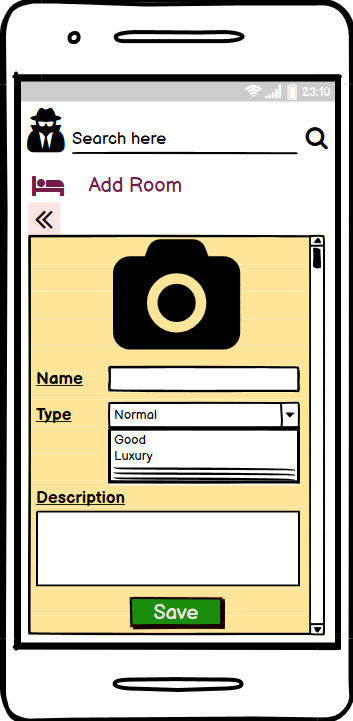 23:10
Search here
Add Room
Name
Type
Normal
Good
Luxury
Description
Save